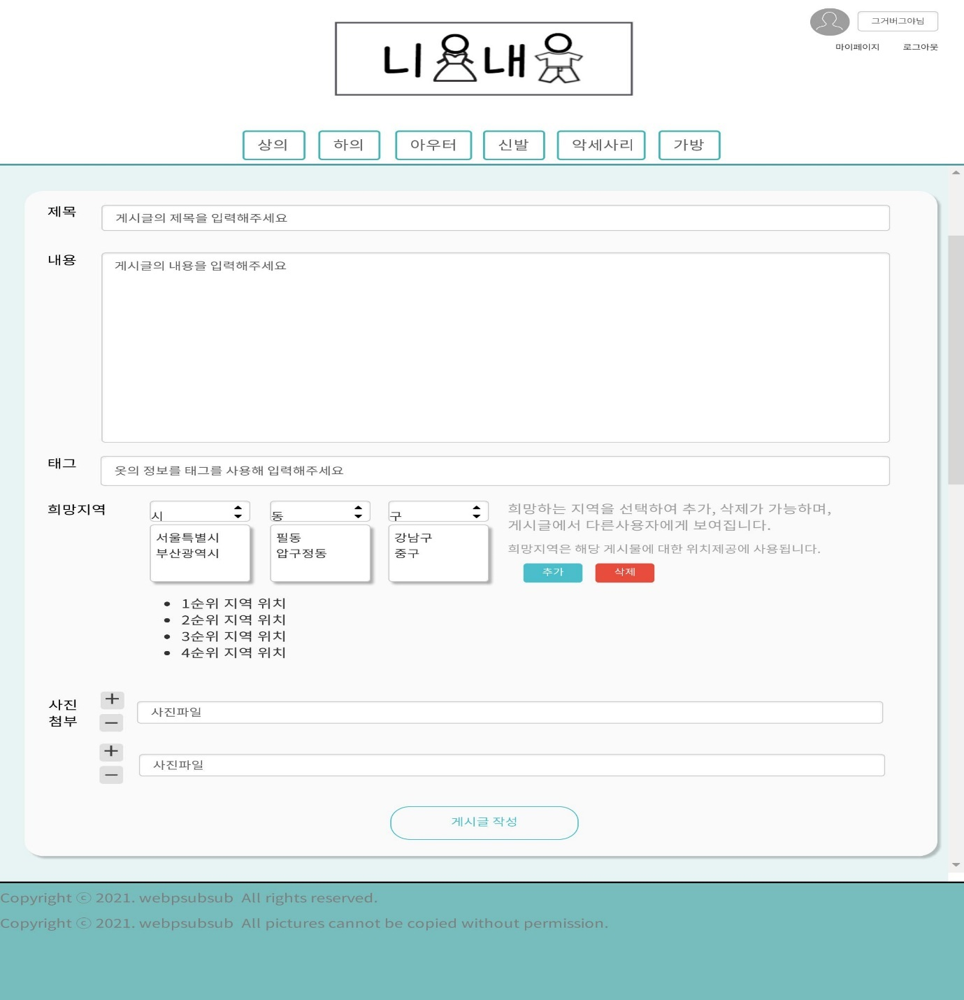 그거버그야님
마이페이지 로그아웃
니 내
상의 하의 아우터 신발 악세사리 가방
제목 게시글의 제목을 입력해주세요
내용 게시글의 내용을 입력해주세요
태그 옷의 정보를 태그를 사용해 입력해주세요
희망지역 시 동 구
서울특별시 필동 강남구
부산광역시 압구정동 중구
희망하는 지역을 선택하여 추가, 삭제가 가능하며,
게시글에서 다른사용자에게 보여집니다.
희망지역은 해당 게시물에 대한 위치제공에 사용됩니다.
추가 삭제
• 1순위 지역 위치
• 2순위 지역 위치
• 3순위 지역 위치
• 4순위 지역 위치
사진
첨부
+ 사진파일
−
+ 사진파일
−
게시글 작성
Copyright ⓒ 2021. webpsubsub All rights reserved.
Copyright ⓒ 2021. webpsubsub All pictures cannot be copied without permission.